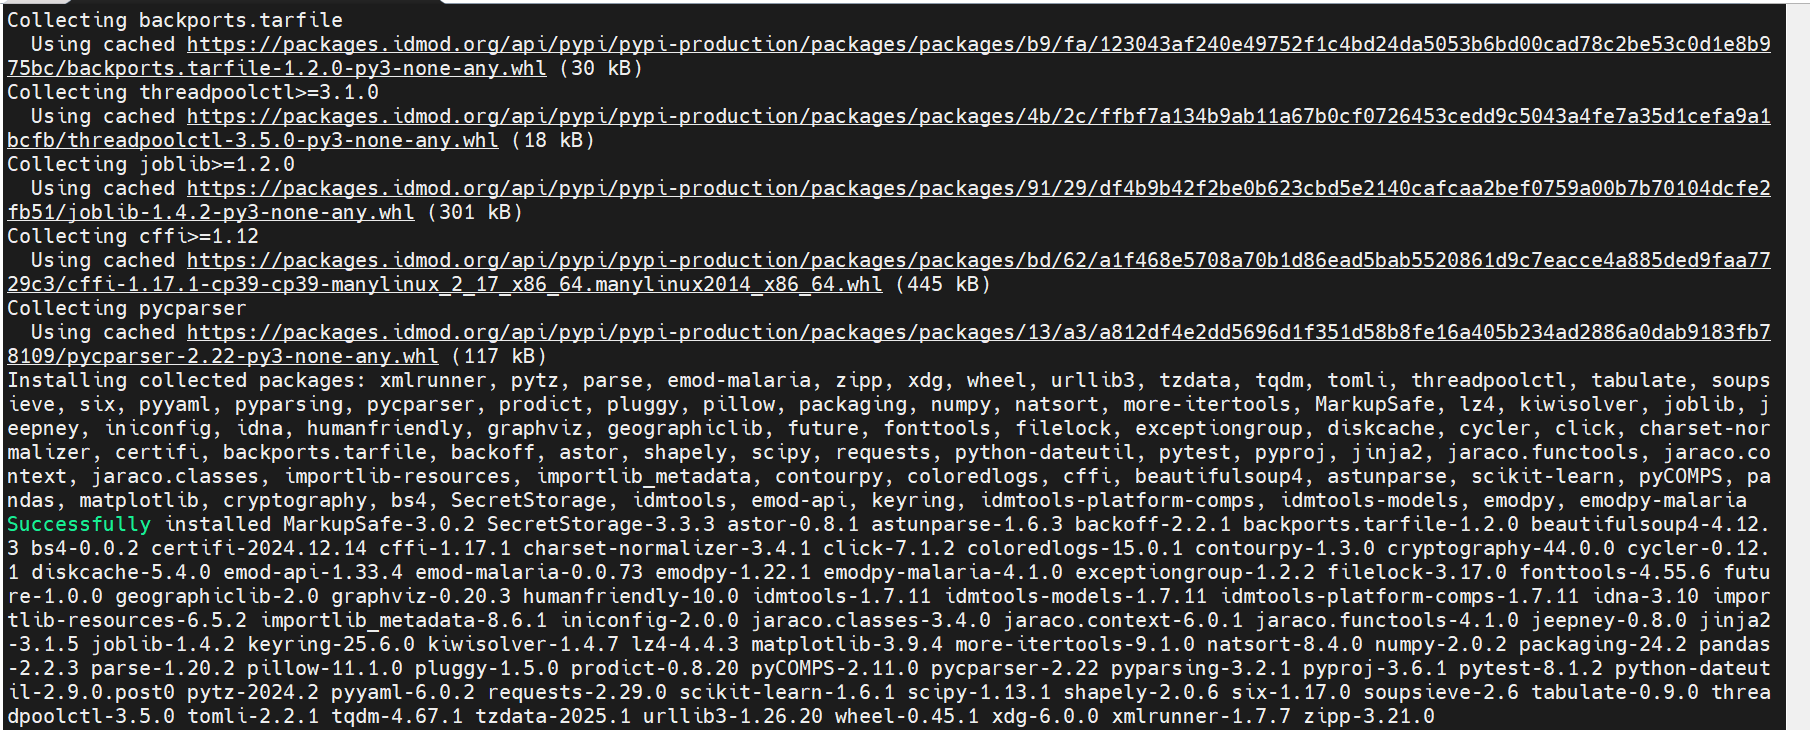 Collecting backports.tarfile
  Using cached https://packages.idmod.org/api/pypi/pypi-production/packages/packages/b9/fa/123043af240e49752f1c4bd24da5053b6bd00cad78c2be53c0d1e8b9
75bc/backports.tarfile-1.2.0-py3-none-any.whl (30 kB)
Collecting threadpoolctl>=3.1.0
  Using cached https://packages.idmod.org/api/pypi/pypi-production/packages/packages/4b/2c/ffbf7a134b9ab11a67b0cf0726453cedd9c5043a4fe7a35d1cefa9a1
bcfb/threadpoolctl-3.5.0-py3-none-any.whl (18 kB)
Collecting joblib>=1.2.0
  Using cached https://packages.idmod.org/api/pypi/pypi-production/packages/packages/91/29/df4b9b42f2be0b623cbd5e2140cafcaa2bef0759a00b7b70104dcfe2
fb51/joblib-1.4.2-py3-none-any.whl (301 kB)
Collecting cffi>=1.12
  Using cached https://packages.idmod.org/api/pypi/pypi-production/packages/packages/bd/62/a1f468e5708a70b1d86ead5bab5520861d9c7eacce4a885ded9faa77
29c3/cffi-1.17.1-cp39-cp39-manylinux_2_17_x86_64.manylinux2014_x86_64.whl (445 kB)
Collecting pycparser
  Using cached https://packages.idmod.org/api/pypi/pypi-production/packages/packages/13/a3/a812df4e2dd5696d1f351d58b8fe16a405b234ad2886a0dab9183fb7
8109/pycparser-2.22-py3-none-any.whl (117 kB)
Installing collected packages: xmlrunner, pytz, parse, emod-malaria, zipp, xdg, wheel, urllib3, tzdata, tqdm, tomli, threadpoolctl, tabulate, soups
ieve, six, pyyaml, pyparsing, pycparser, prodict, pluggy, pillow, packaging, numpy, natsort, more-itertools, MarkupSafe, lz4, kiwisolver, joblib, j
eepney, iniconfig, idna, humanfriendly, graphviz, geographiclib, future, fonttools, filelock, exceptiongroup, diskcache, cycler, click, charset-nor
malizer, certifi, backports.tarfile, backoff, astor, shapely, scipy, requests, python-dateutil, pytest, pyproj, jinja2, jaraco.functools, jaraco.co
ntext, jaraco.classes, importlib-resources, importlib_metadata, contourpy, coloredlogs, cffi, beautifulsoup4, astunparse, scikit-learn, pyCOMPS, pa
ndas, matplotlib, cryptography, bs4, SecretStorage, idmtools, emod-api, keyring, idmtools-platform-comps, idmtools-models, emodpy, emodpy-malaria
Successfully installed MarkupSafe-3.0.2 SecretStorage-3.3.3 astor-0.8.1 astunparse-1.6.3 backoff-2.2.1 backports.tarfile-1.2.0 beautifulsoup4-4.12.
3 bs4-0.0.2 certifi-2024.12.14 cffi-1.17.1 charset-normalizer-3.4.1 click-7.1.2 coloredlogs-15.0.1 contourpy-1.3.0 cryptography-44.0.0 cycler-0.12.
1 diskcache-5.4.0 emod-api-1.33.4 emod-malaria-0.0.73 emodpy-1.22.1 emodpy-malaria-4.1.0 exceptiongroup-1.2.2 filelock-3.17.0 fonttools-4.55.6 futu
re-1.0.0 geographiclib-2.0 graphviz-0.20.3 humanfriendly-10.0 idmtools-1.7.11 idmtools-models-1.7.11 idmtools-platform-comps-1.7.11 idna-3.10 impor
tlib-resources-6.5.2 importlib_metadata-8.6.1 iniconfig-2.0.0 jaraco.classes-3.4.0 jaraco.context-6.0.1 jaraco.functools-4.1.0 jeepney-0.8.0 jinja2
-3.1.5 joblib-1.4.2 keyring-25.6.0 kiwisolver-1.4.7 lz4-4.4.3 matplotlib-3.9.4 more-itertools-9.1.0 natsort-8.4.0 numpy-2.0.2 packaging-24.2 pandas
-2.2.3 parse-1.20.2 pillow-11.1.0 pluggy-1.5.0 prodict-0.8.20 pyCOMPS-2.11.0 pycparser-2.22 pyparsing-3.2.1 pyproj-3.6.1 pytest-8.1.2 python-dateut
il-2.9.0.post0 pytz-2024.2 pyyaml-6.0.2 requests-2.29.0 scikit-learn-1.6.1 scipy-1.13.1 shapely-2.0.6 six-1.17.0 soupsieve-2.6 tabulate-0.9.0 threa
dpoolctl-3.5.0 tomli-2.2.1 tqdm-4.67.1 tzdata-2025.1 urllib3-1.26.20 wheel-0.45.1 xdg-6.0.0 xmlrunner-1.7.7 zipp-3.21.0